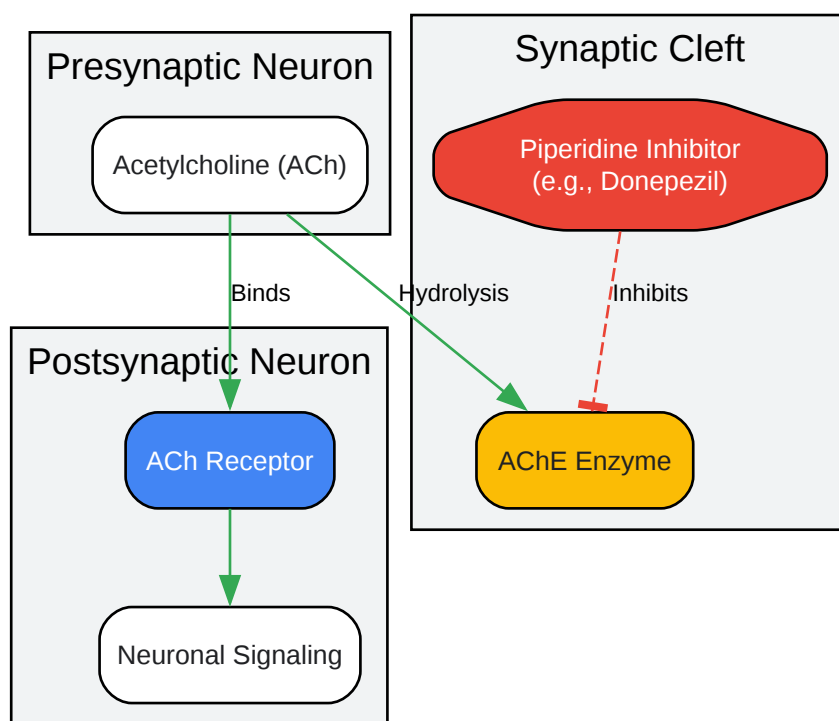 Presynaptic Neuron
Acetylcholine (ACh)
Synaptic Cleft
Piperidine Inhibitor
(e.g., Donepezil)
Binds
Hydrolysis
Inhibits
Postsynaptic Neuron
ACh Receptor
AChE Enzyme
Neuronal Signaling